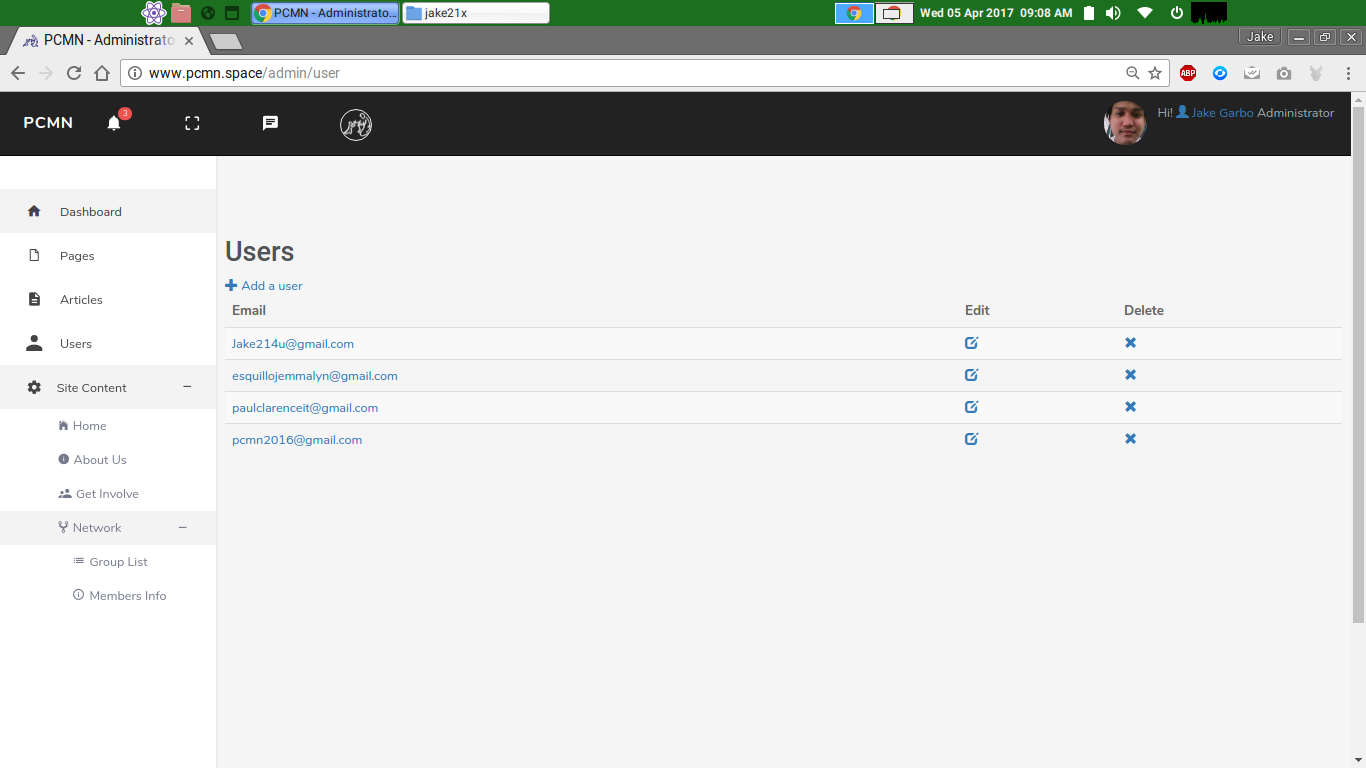 PCMN - Administrato... jake21x Wed 05 Apr 2017 09:08 AM
PCMN - Administrato Jake
www.pcmn.space/admin/user ABP
PCMN 3 Hi! Jake Garbo Administrator
Dashboard
Pages
Articles
Users
Site Content
Home
About Us
Get Involve
Network
Group List
Members Info
Users
Add a user
Email Edit Delete
Jake214u@gmail.com
esquillojemmalyn@gmail.com
paulclarenceit@gmail.com
pcmn2016@gmail.com